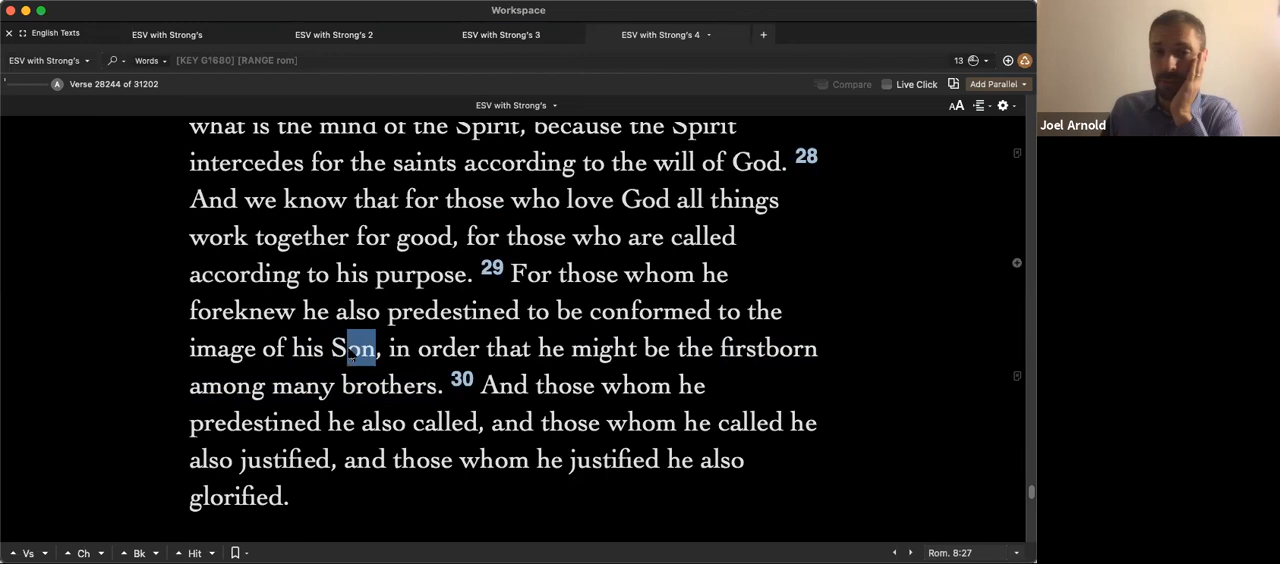 Workspace
English Texts
ESV with Strong's
ESV with Strong's 2
ESV with Strong's 3
ESV with Strong's 4
ESV with Strong's
Words
[KEY G1680] [RANGE rom]
13
Verse 28244 of 31202
Compare
Live Click
Add Parallel
ESV with Strong's
AA
what is the mind of the Spirit, because the Spirit
intercedes for the saints according to the will of God. 28
And we know that for those who love God all things
work together for good, for those who are called
according to his purpose. 29 For those whom he
foreknew he also predestined to be conformed to the
image of his Son, in order that he might be the firstborn
among many brothers. 30 And those whom he
predestined he also called, and those whom he called he
also justified, and those whom he justified he also
glorified.
Vs
Ch
Bk
Hit
Rom. 8:27
Joel Arnold